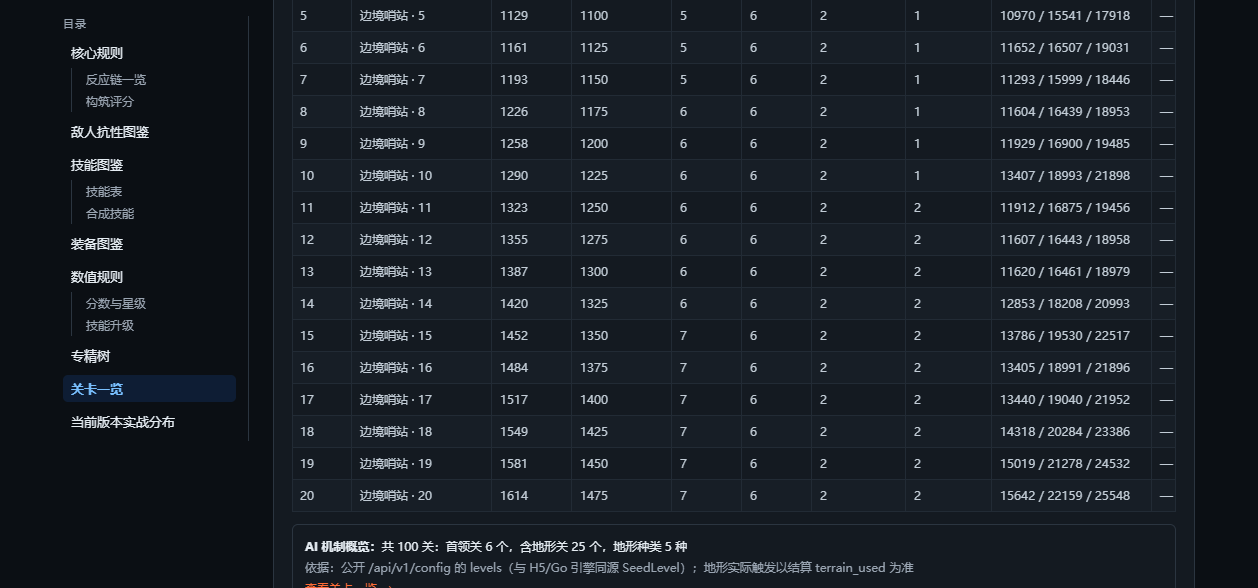 目录
核心规则
反应链一览
构筑评分
敌人抗性图鉴
技能图鉴
技能表
合成技能
装备图鉴
数值规则
分数与星级
技能升级
专精树
关卡一览
当前版本实战分布
5 边境哨站 · 5 1129 1100 5 6 2 1 10970 / 15541 / 17918 —
6 边境哨站 · 6 1161 1125 5 6 2 1 11652 / 16507 / 19031 —
7 边境哨站 · 7 1193 1150 5 6 2 1 11293 / 15999 / 18446 —
8 边境哨站 · 8 1226 1175 6 6 2 1 11604 / 16439 / 18953 —
9 边境哨站 · 9 1258 1200 6 6 2 1 11929 / 16900 / 19485 —
10 边境哨站 · 10 1290 1225 6 6 2 1 13407 / 18993 / 21898 —
11 边境哨站 · 11 1323 1250 6 6 2 2 11912 / 16875 / 19456 —
12 边境哨站 · 12 1355 1275 6 6 2 2 11607 / 16443 / 18958 —
13 边境哨站 · 13 1387 1300 6 6 2 2 11620 / 16461 / 18979 —
14 边境哨站 · 14 1420 1325 6 6 2 2 12853 / 18208 / 20993 —
15 边境哨站 · 15 1452 1350 7 6 2 2 13786 / 19530 / 22517 —
16 边境哨站 · 16 1484 1375 7 6 2 2 13405 / 18991 / 21896 —
17 边境哨站 · 17 1517 1400 7 6 2 2 13440 / 19040 / 21952 —
18 边境哨站 · 18 1549 1425 7 6 2 2 14318 / 20284 / 23386 —
19 边境哨站 · 19 1581 1450 7 6 2 2 15019 / 21278 / 24532 —
20 边境哨站 · 20 1614 1475 7 6 2 2 15642 / 22159 / 25548 —
AI 机制概览：共 100 关：首领关 6 个，含地形关 25 个，地形种类 5 种
依据：公开 /api/v1/config 的 levels（与 H5/Go 引擎同源 SeedLevel）；地形实际触发以结算 terrain_used 为准